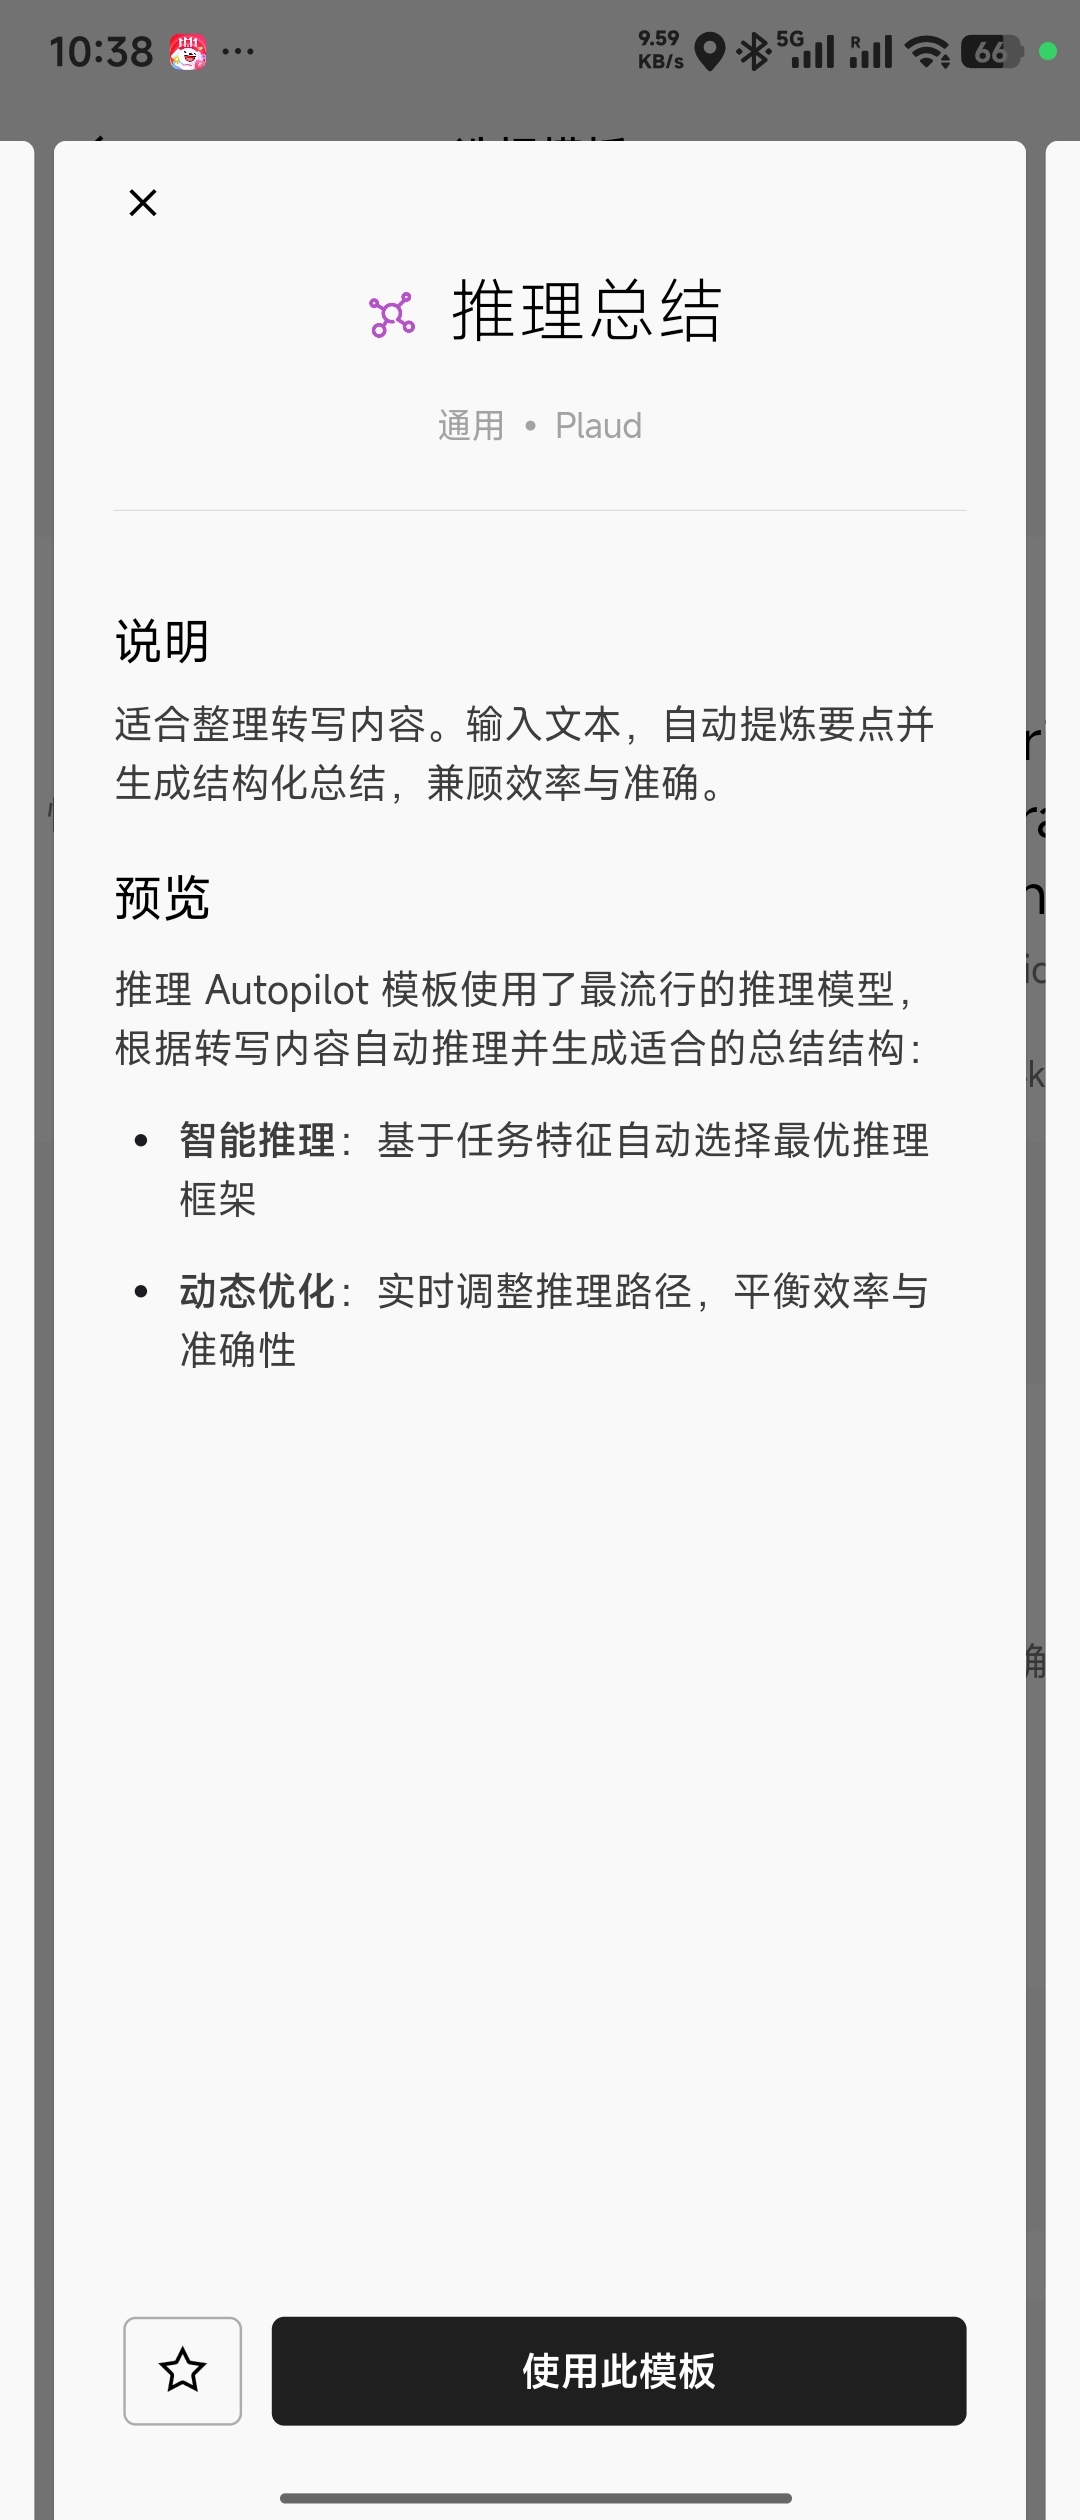 10:38
9.59
KB/s
5G
R
66
推理总结
通用 • Plaud
说明
适合整理转写内容。输入文本，自动提炼要点并
生成结构化总结，兼顾效率与准确。
预览
推理 Autopilot 模板使用了最流行的推理模型，
根据转写内容自动推理并生成适合的总结结构：
• 智能推理：基于任务特征自动选择最优推理
框架
• 动态优化：实时调整推理路径，平衡效率与
准确性
使用此模板